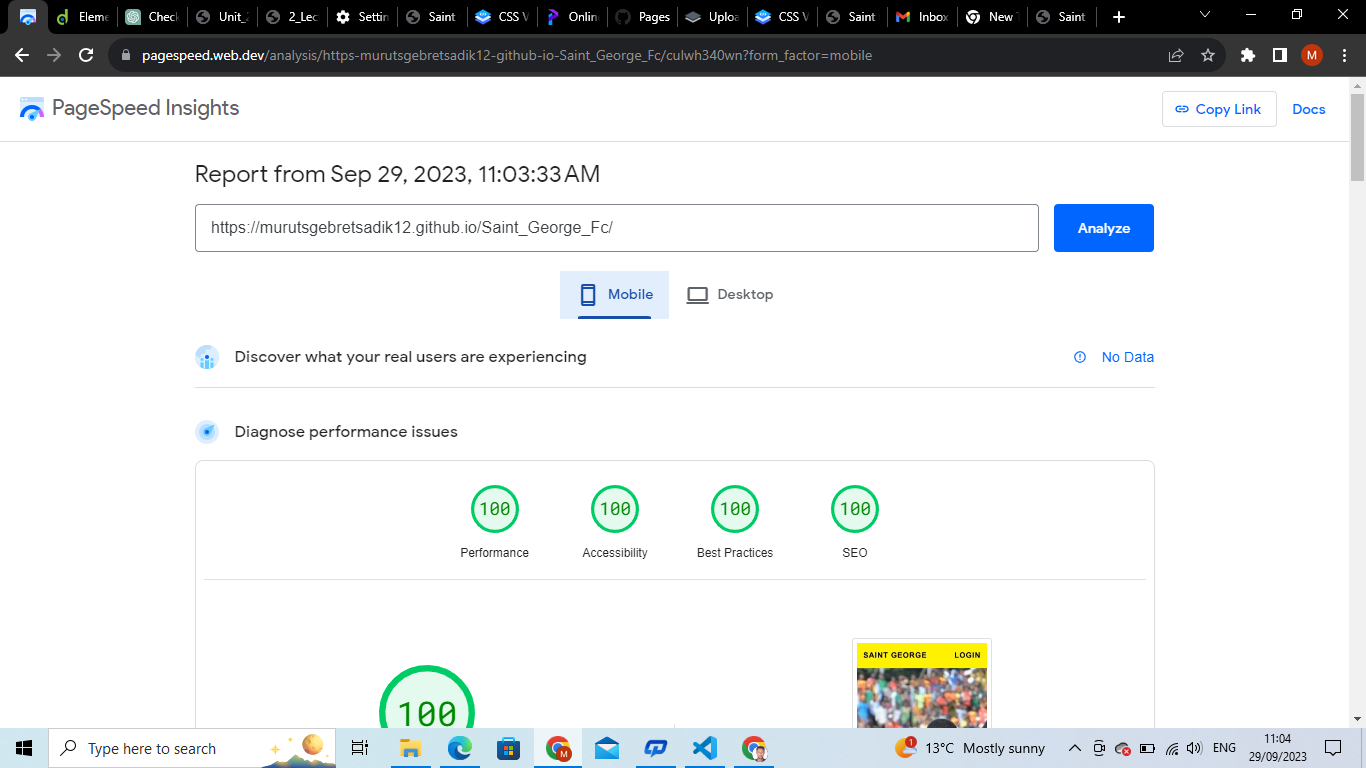 Eleme
Check
Unit_2
2_Lec
Settin
Saint
CSS V
Onlin
Pages
Uploa
CSS V
Saint
Inbox
New T
Saint
pagespeed.web.dev/analysis/https-murutsgebretsadik12-github-io-Saint_George_Fc/culwh340wn?form_factor=mobile
M
PageSpeed Insights
Copy Link
Docs
Report from Sep 29, 2023, 11:03:33 AM
https://murutsgebretsadik12.github.io/Saint_George_Fc/
Analyze
Mobile
Desktop
Discover what your real users are experiencing
No Data
Diagnose performance issues
100
100
100
100
Performance
Accessibility
Best Practices
SEO
100
SAINT GEORGE
LOGIN
Type here to search
M
1
13°C Mostly sunny
ENG
11:04
29/09/2023